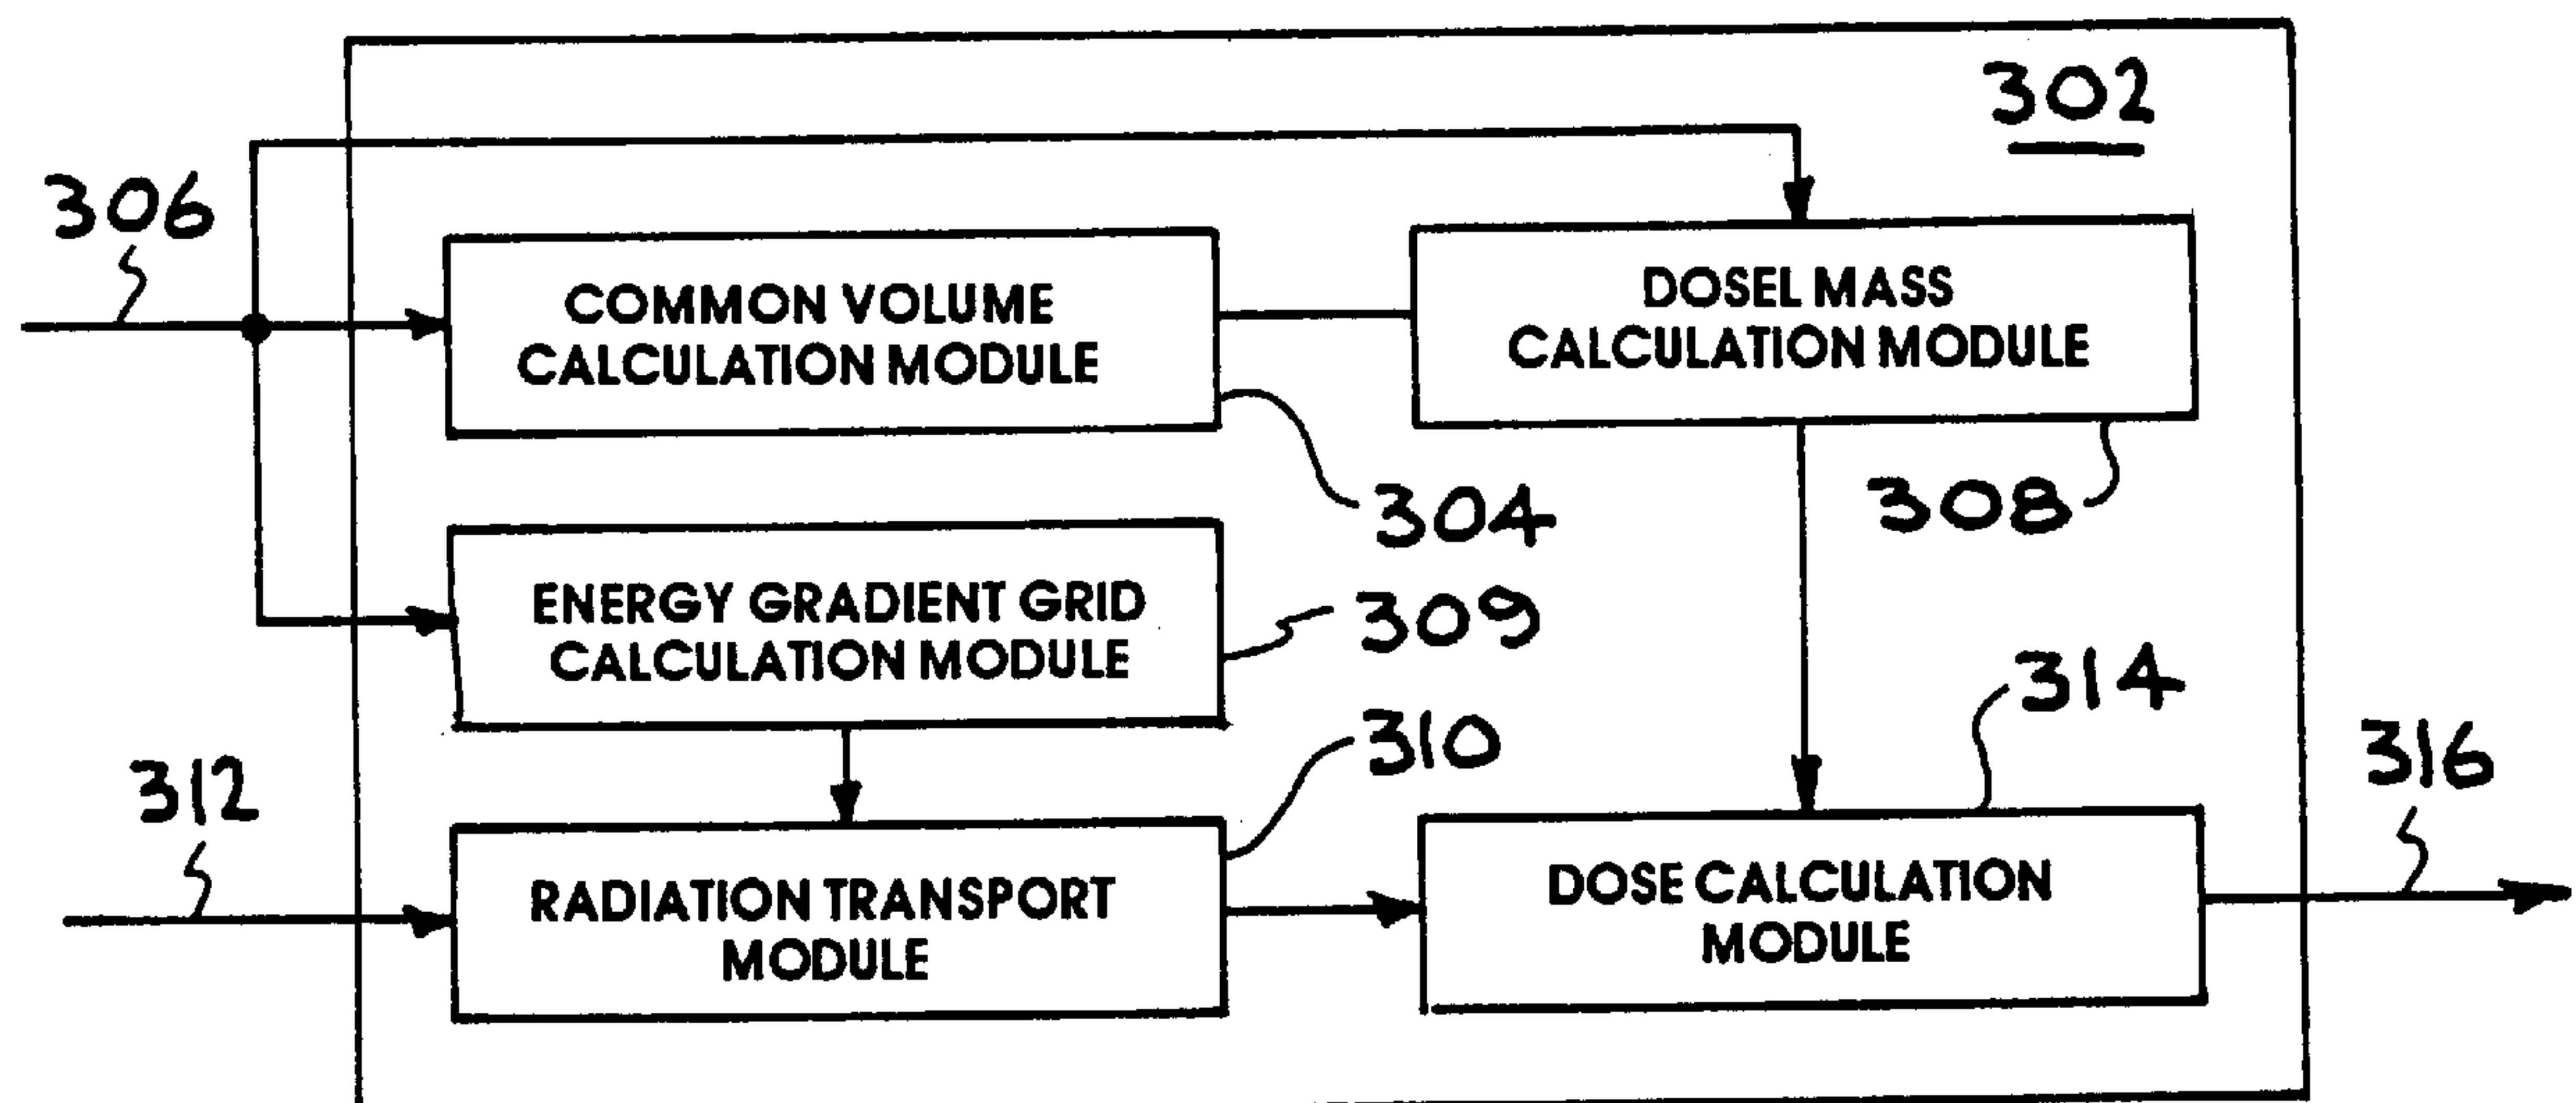 302
306
COMMON VOLUME
CALCULATION MODULE
DOSEL MASS
CALCULATION MODULE
304
308
ENERGY GRADIENT GRID
CALCULATION MODULE
309
314
310
312
316
RADIATION TRANSPORT
MODULE
DOSE CALCULATION
MODULE